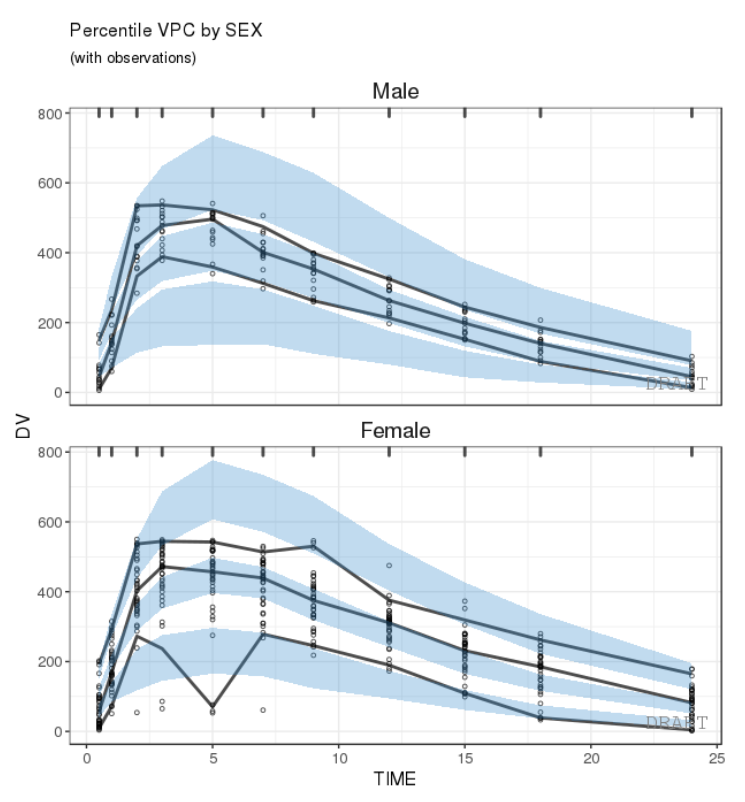 Percentile VPC by SEX
(with observations)
Male
800
600
400
200
0
DRAFT
DV
Female
800
600
400
200
0
DRAFT
0 5 10 15 20 25
TIME